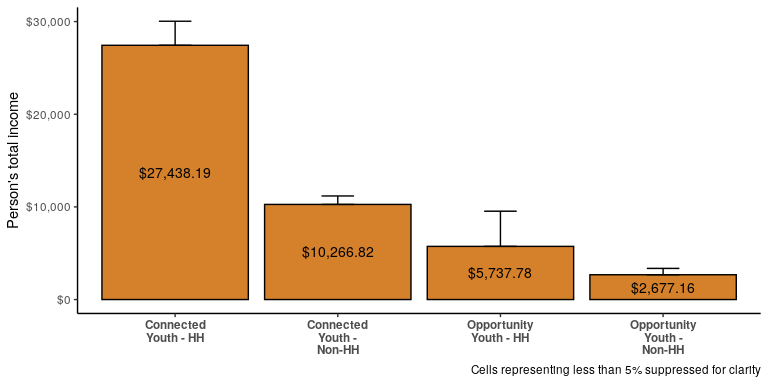 Person's total income
$30,000
$20,000
$10,000
$0
$27,438.19
$10,266.82
$5,737.78
$2,677.16
Connected
Youth - HH
Connected
Youth -
Non-HH
Opportunity
Youth - HH
Opportunity
Youth -
Non-HH
Cells representing less than 5% suppressed for clarity